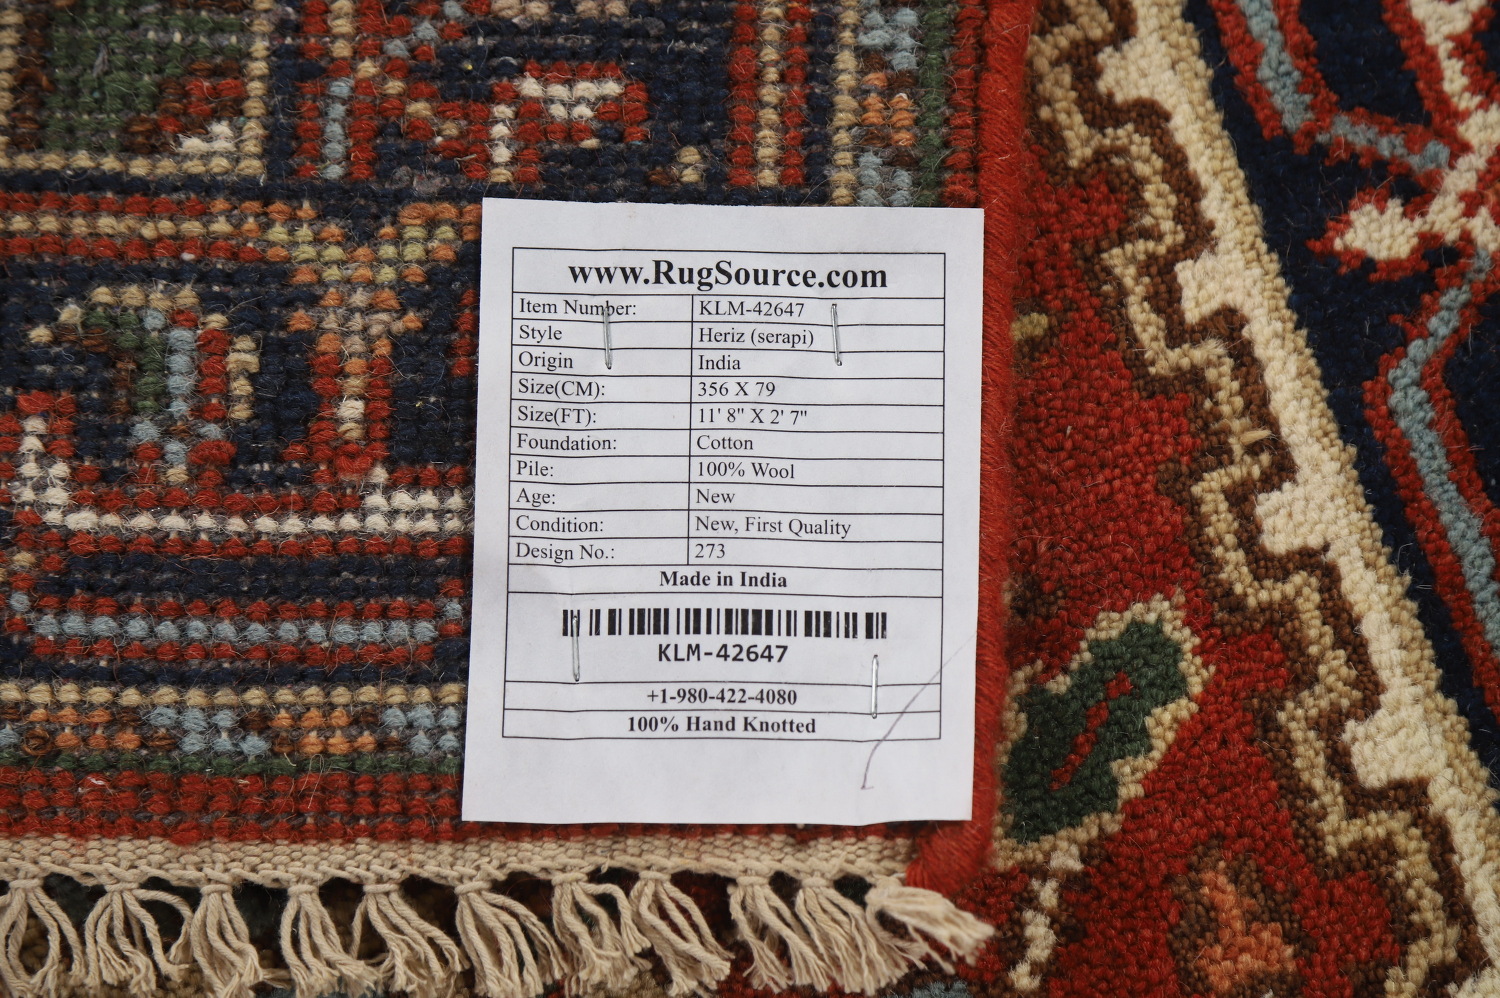 www.RugSource.com
Item Number: KLM-42647
Style Heriz (serapi)
Origin India
Size(CM): 356 X 79
Size(FT): 11' 8" X 2' 7"
Foundation: Cotton
Pile: 100% Wool
Age: New
Condition: New, First Quality
Design No.: 273
Made in India
KLM-42647
+1-980-422-4080
100% Hand Knotted